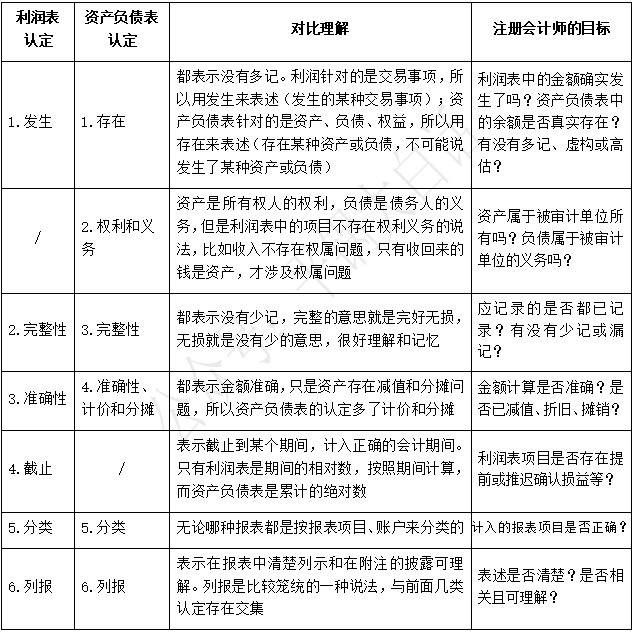 利润表
认定
资产负债表
认定
对比理解
注册会计师的目标
1.发生
1.存在
都表示没有多记。利润针对的是交易事项，所
以用发生来表述（发生的某种交易事项）；资
产负债表针对的是资产、负债、权益，所以用
存在来表述（存在某种资产或负债，不可能说
发生了某种资产或负债）
利润表中的金额确实发
生了吗？资产负债表中
的余额是否真实存在？
有没有多记、虚构或高
估？
/
2.权利和义
务
资产是所有权人的权利，负债是债务人的义
务，但是利润表中的项目不存在权利义务的说
法，比如收入不存在权属问题，只有收回来的
钱是资产，才涉及权属问题
资产属于被审计单位所
有吗？负债属于被审计
单位的义务吗？
2.完整性
3.完整性
都表示没有少记，完整的意思就是完好无损，
无损就是没有少的意思，很好理解和记忆
应记录的是否都已记
录？有没有少记或漏
记？
3.准确性
4.准确性、
计价和分摊
都表示金额准确，只是资产存在减值和分摊问
题，所以资产负债表的认定多了计价和分摊
金额计算是否准确？是
否已减值、折旧、摊销？
4.截止
/
表示截止到某个期间，计入正确的会计期间。
只有利润表是期间的相对数，按照期间计算，
而资产负债表是累计的绝对数
利润表项目是否存在提
前或推迟确认损益等？
5.分类
5.分类
无论哪种报表都是按报表项目、账户来分类的
计入的报表项目是否正确？
6.列报
6.列报
表示在报表中清楚列示和在附注的披露可理
解。列报是比较笼统的一种说法，与前面几类
认定存在交集
表述是否清楚？是否相
关且可理解？